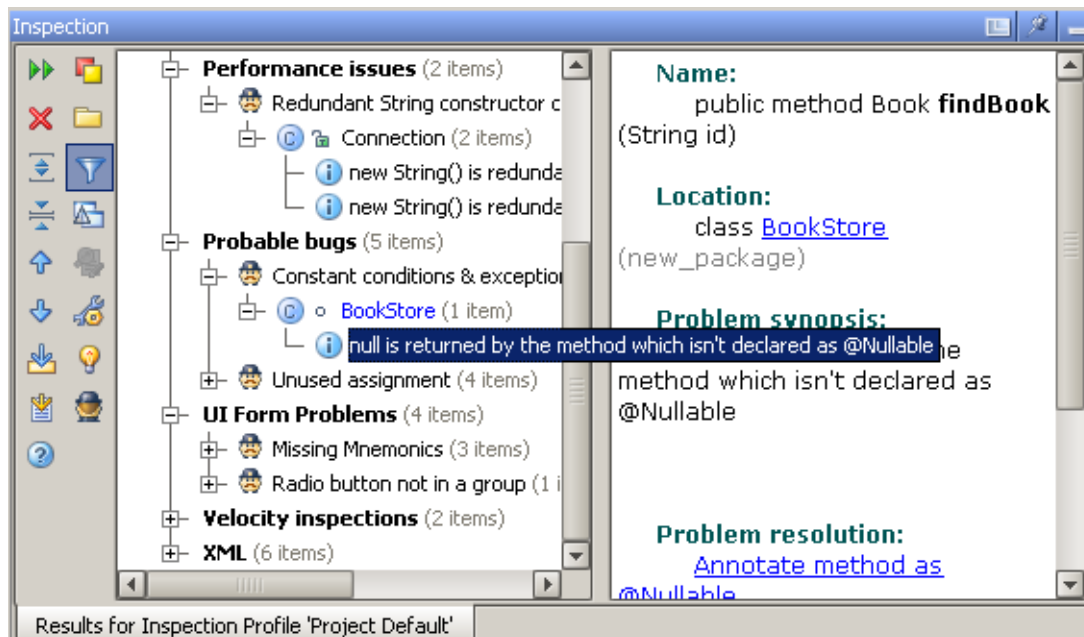 Inspection
Performance issues (2 items)
Redundant String constructor c
Connection (2 items)
new String() is redunda
new String() is redunda
Probable bugs (5 items)
Constant conditions & exception
BookStore (1 item)
null is returned by the method which isn't declared as @Nullable
Unused assignment (4 items)
UI Form Problems (4 items)
Missing Mnemonics (3 items)
Radio button not in a group (1 i
Velocity inspections (2 items)
XML (6 items)
Name:
public method Book findBook
(String id)
Location:
class BookStore
(new_package)
Problem synopsis:
ne
method which isn't declared as
@Nullable
Problem resolution:
Annotate method as
@Nullable
Results for Inspection Profile 'Project Default'